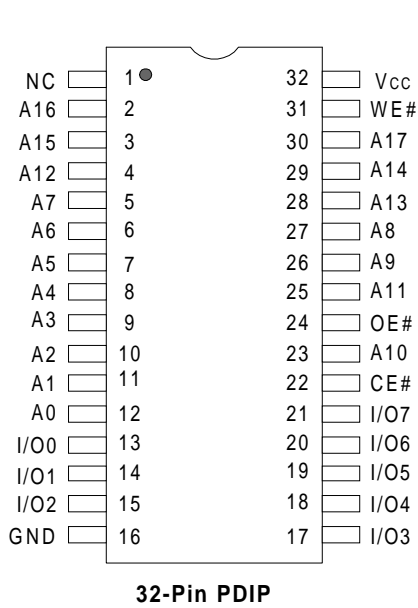 NC 1 32 Vcc
A16 2 31 WE#
A15 3 30 A17
A12 4 29 A14
A7 5 28 A13
A6 6 27 A8
A5 7 26 A9
A4 8 25 A11
A3 9 24 OE#
A2 10 23 A10
A1 11 22 CE#
A0 12 21 I/O7
I/O0 13 20 I/O6
I/O1 14 19 I/O5
I/O2 15 18 I/O4
GND 16 17 I/O3
32-Pin PDIP